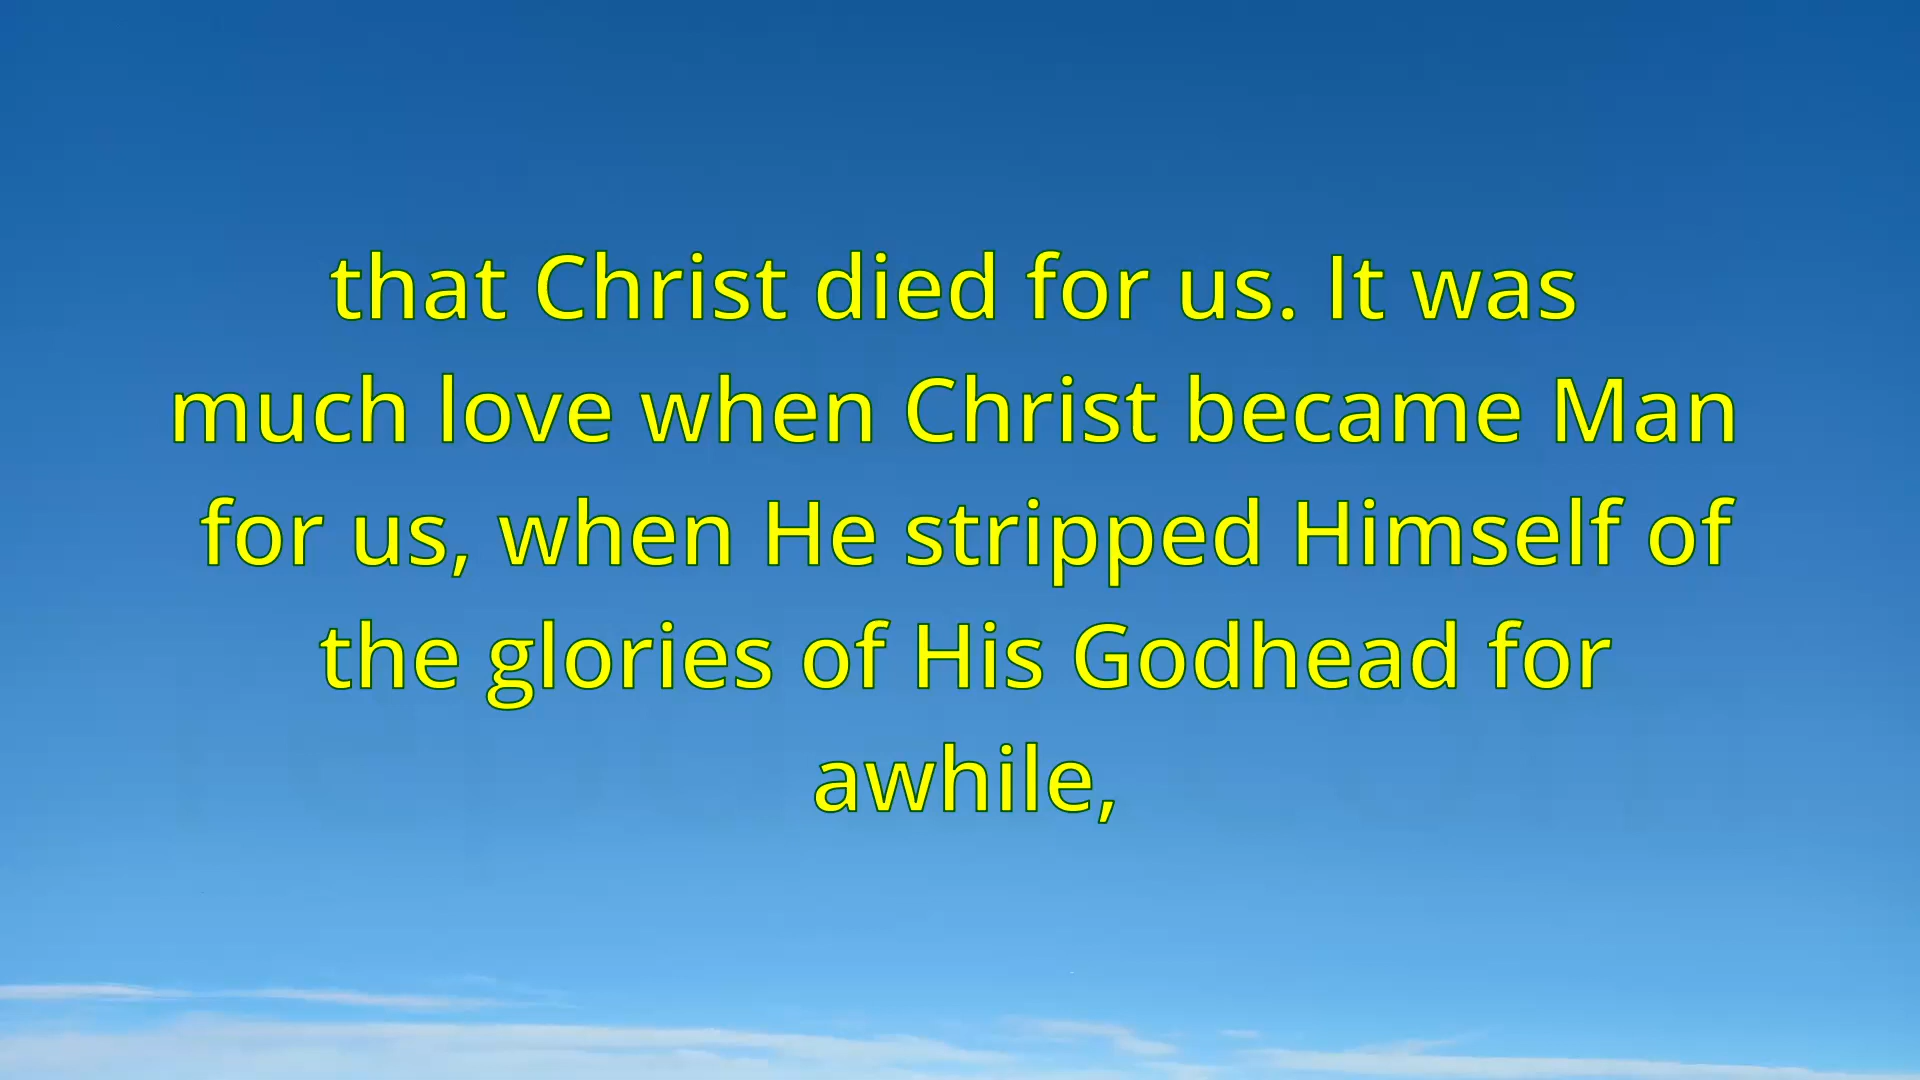 that Christ died for us. It was
much love when Christ became Man
for us, when He stripped Himself of
the glories of His Godhead for
awhile,